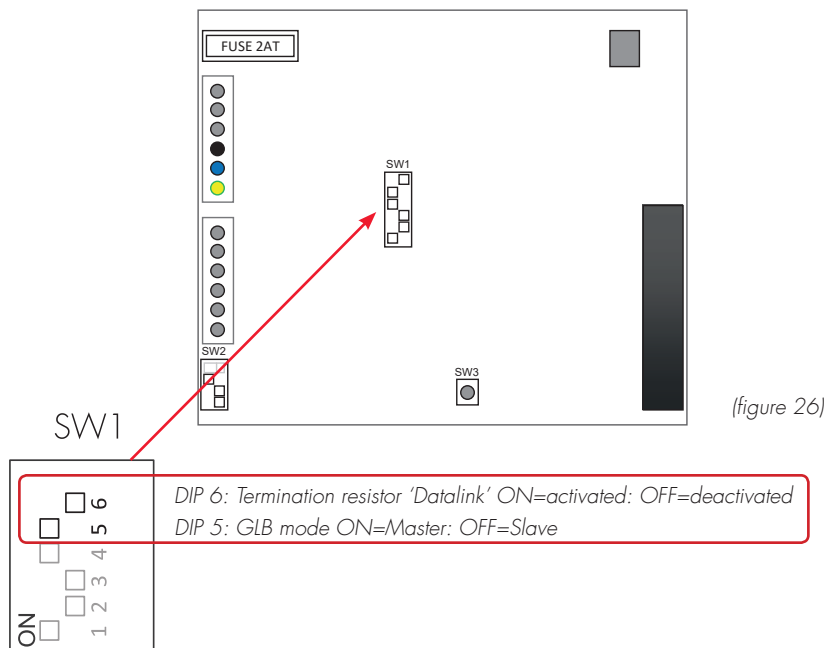 FUSE 2AT
SW1
SW2
SW3
(figure 26)
SW1
DIP 6: Termination resistor 'Datalink' ON=activated: OFF=deactivated
DIP 5: GLB mode ON=Master: OFF=Slave
6
5
4
3
2
1
ON